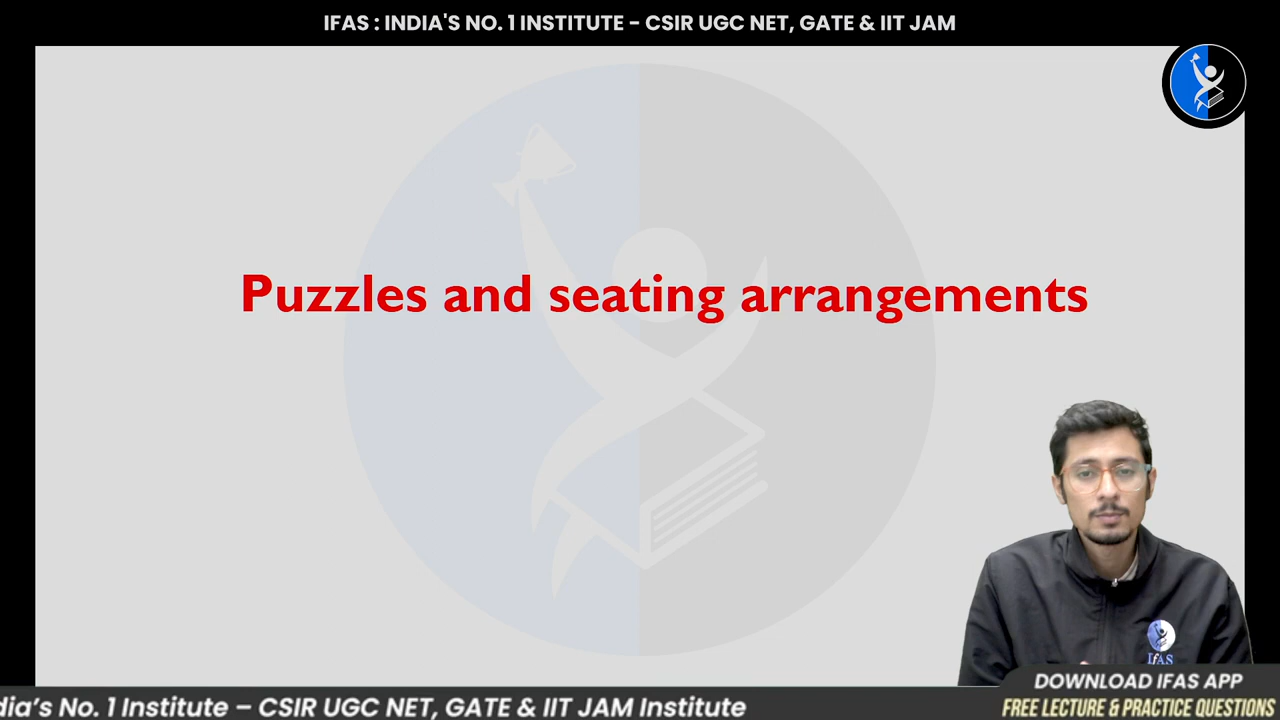 IFAS : INDIA'S NO. 1 INSTITUTE - CSIR UGC NET, GATE & IIT JAM
Puzzles and seating arrangements
IFAS
DOWNLOAD IFAS APP
dia's No. 1 Institute – CSIR UGC NET, GATE & IIT JAM Institute
FREE LECTURE & PRACTICE QUESTIONS